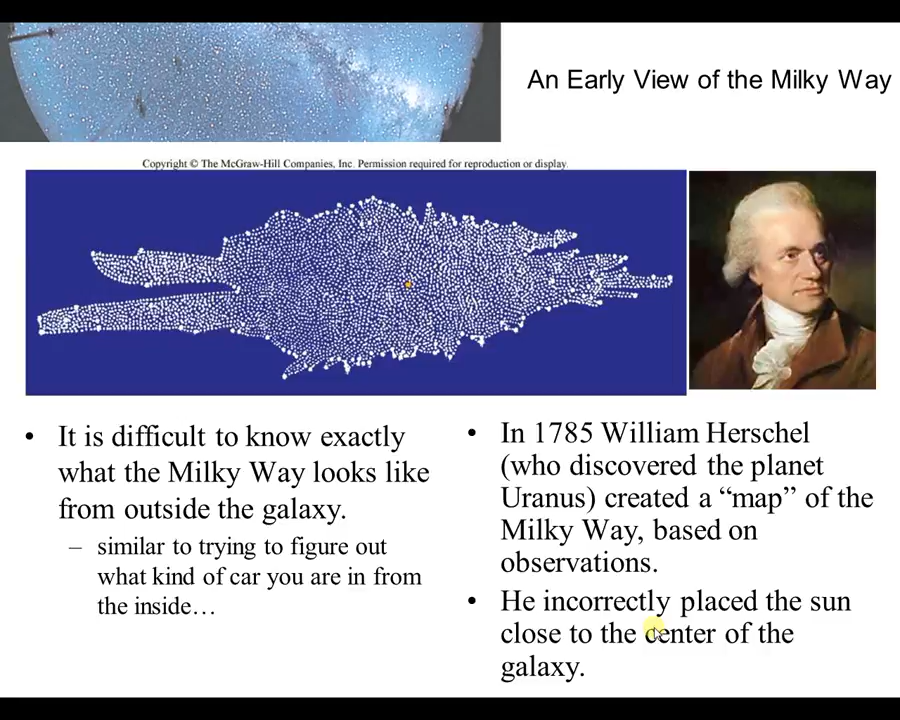 An Early View of the Milky Way
Copyright © The McGraw-Hill Companies, Inc. Permission required for reproduction or display.
• It is difficult to know exactly
what the Milky Way looks like
from outside the galaxy.
– similar to trying to figure out
what kind of car you are in from
the inside…
• In 1785 William Herschel
(who discovered the planet
Uranus) created a “map” of the
Milky Way, based on
observations.
• He incorrectly placed the sun
close to the center of the
galaxy.